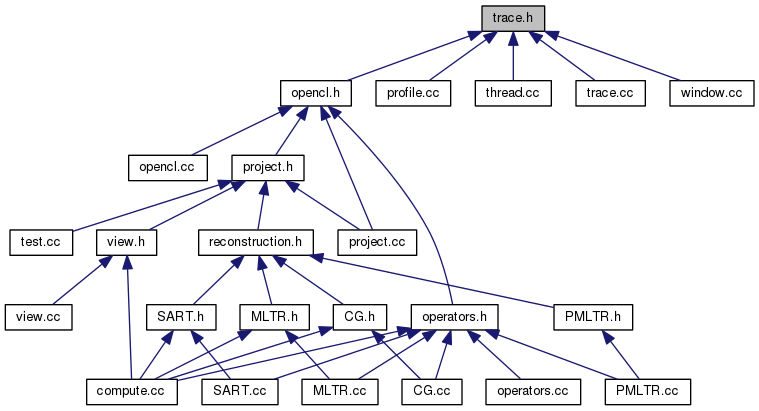 trace.h
opencl.h
profile.cc
thread.cc
trace.cc
window.cc
opencl.cc
project.h
test.cc
view.h
reconstruction.h
project.cc
view.cc
SART.h
MLTR.h
CG.h
operators.h
PMLTR.h
compute.cc
SART.cc
MLTR.cc
CG.cc
operators.cc
PMLTR.cc